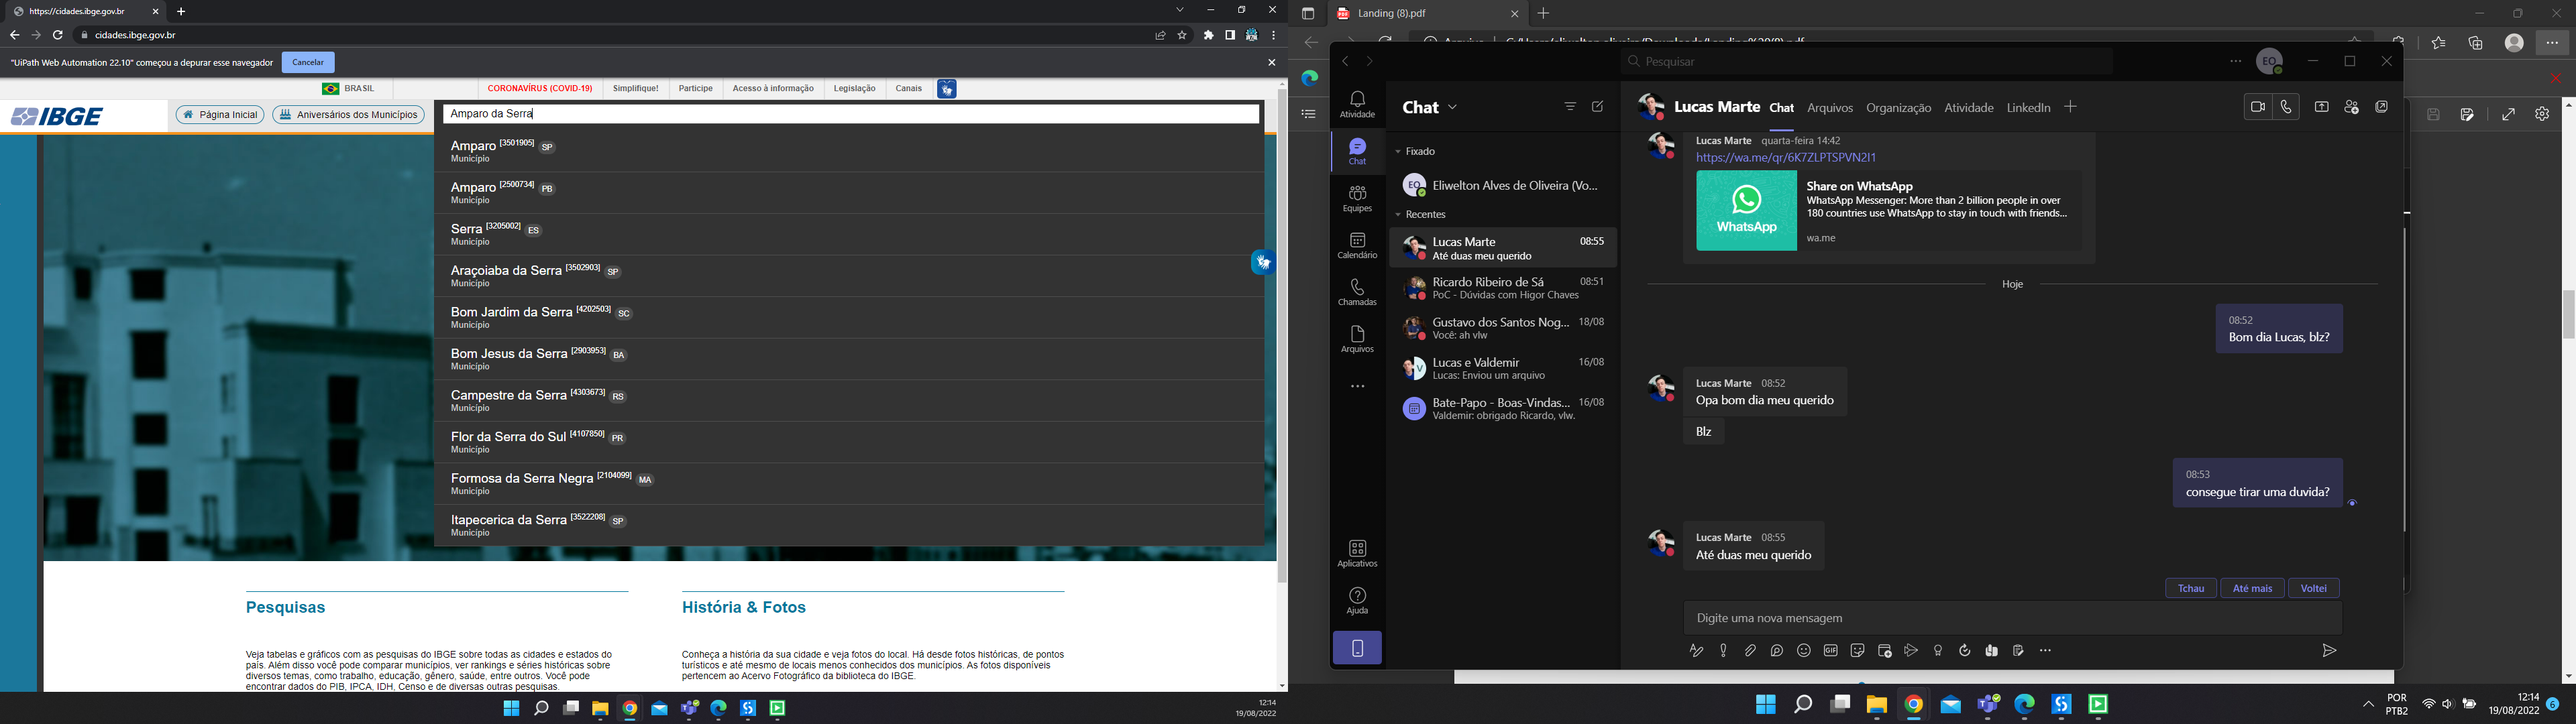 https://cidades.ibge.gov.br
cidades.ibge.gov.br
"UiPath Web Automation 22.10" começou a depurar esse navegador
Cancelar
BRASIL
CORONAVÍRUS (COVID-19)
Simplifique!
Participe
Acesso à informação
Legislação
Canais
IBGE
Página Inicial
Aniversários dos Municípios
Amparo da Serra
Amparo [3501905] SP
Município
Amparo [2500734] PB
Município
Serra [3205002] ES
Município
Araçoiaba da Serra [3502903] SP
Município
Bom Jardim da Serra [4202503] SC
Município
Bom Jesus da Serra [2903953] BA
Município
Campestre da Serra [4303673] RS
Município
Flor da Serra do Sul [4107850] PR
Município
Formosa da Serra Negra [2104099] MA
Município
Itapecerica da Serra [3522208] SP
Município
Pesquisas
Veja tabelas e gráficos com as pesquisas do IBGE sobre todas as cidades e estados do
país. Além disso você pode comparar municípios, ver rankings e séries históricas sobre
diversos temas, como trabalho, educação, gênero, saúde, entre outros. Você pode
encontrar dados do PIB, IPCA, IDH, Censo e de diversas outras pesquisas.
História & Fotos
Conheça a história da sua cidade e veja fotos do local. Há desde fotos históricas, de pontos
turísticos e até mesmo de locais menos conhecidos dos municípios. As fotos disponíveis
pertencem ao Acervo Fotográfico da biblioteca do IBGE.
12:14
19/08/2022
Landing (8).pdf
Pesquisar
EO
Atividade
Chat
Equipes
Calendário
Chamadas
Arquivos
Aplicativos
Ajuda
Chat
Fixado
EO
Eliwelton Alves de Oliveira (Vo...
Recentes
Lucas Marte 08:55
Até duas meu querido
Ricardo Ribeiro de Sá 08:51
PoC - Dúvidas com Higor Chaves
Gustavo dos Santos Nog... 18/08
Você: ah vlw
V
Lucas e Valdemir 16/08
Lucas: Enviou um arquivo
Bate-Papo - Boas-Vindas... 16/08
Valdemir: obrigado Ricardo, vlw.
Lucas Marte Chat Arquivos Organização Atividade LinkedIn
Lucas Marte quarta-feira 14:42
https://wa.me/qr/6K7ZLPTSPVN2I1
WhatsApp
Share on WhatsApp
WhatsApp Messenger: More than 2 billion people in over
180 countries use WhatsApp to stay in touch with friends...
wa.me
Hoje
08:52
Bom dia Lucas, blz?
Lucas Marte 08:52
Opa bom dia meu querido
Blz
08:53
consegue tirar uma duvida?
Lucas Marte 08:55
Até duas meu querido
Tchau
Até mais
Voltei
Digite uma nova mensagem
GIF
POR
PTB2
12:14
19/08/2022
6